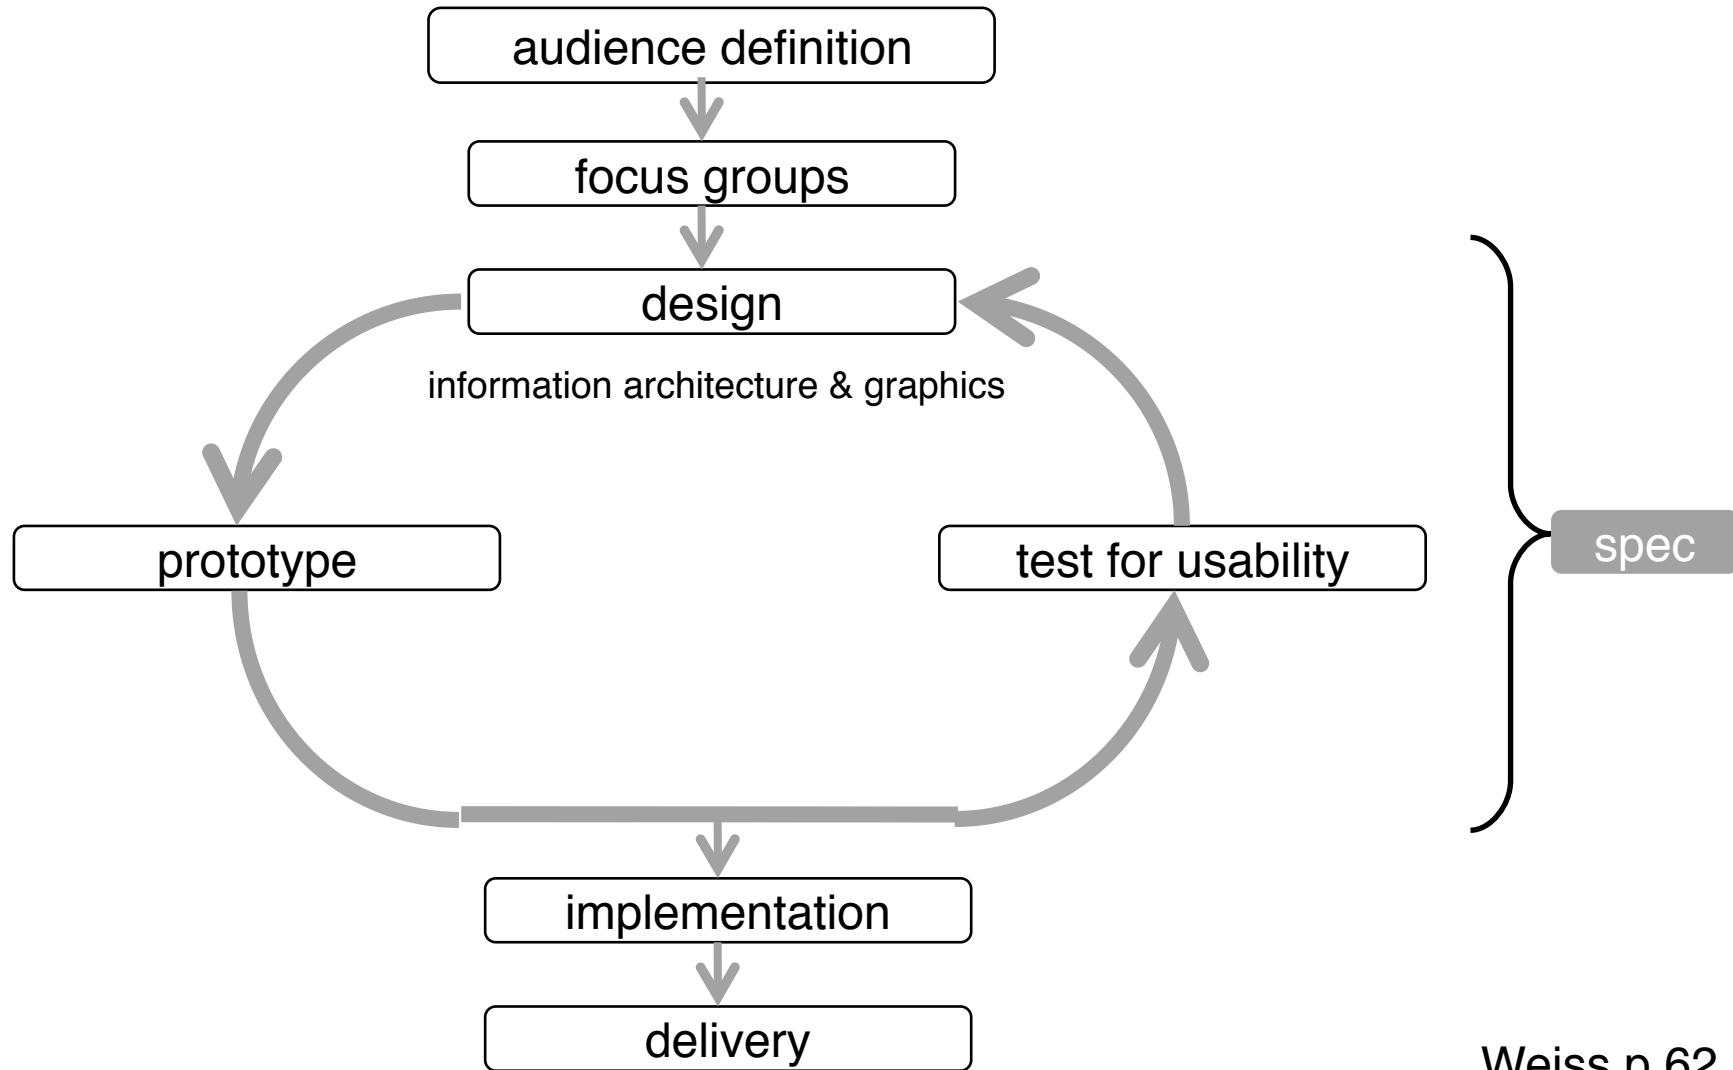 audience definition
focus groups
design
information architecture & graphics
prototype
test for usability
spec
implementation
delivery
Weiss p.62